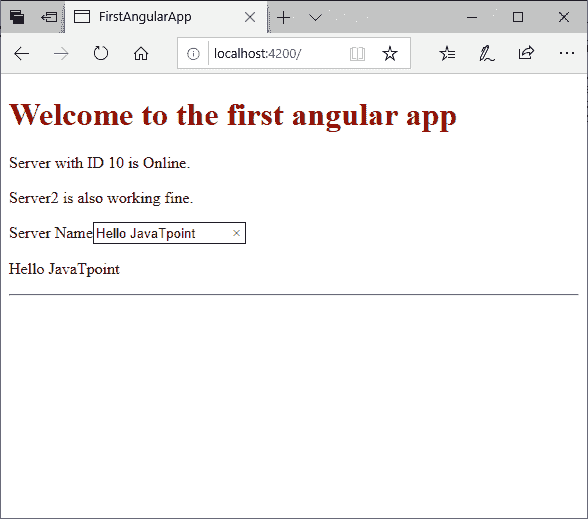 FirstAngularApp
localhost:4200/
Welcome to the first angular app
Server with ID 10 is Online.
Server2 is also working fine.
Server Name Hello JavaTpoint
Hello JavaTpoint